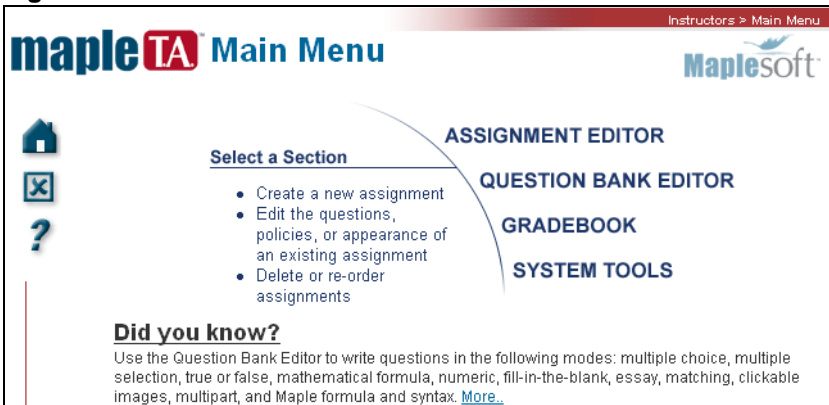 Instructors > Main Menu
maple T.A. Main Menu
Maplesoft
ASSIGNMENT EDITOR
Select a Section
QUESTION BANK EDITOR
• Create a new assignment
• Edit the questions,
policies, or appearance of
an existing assignment
• Delete or re-order
assignments
GRADEBOOK
SYSTEM TOOLS
?
Did you know?
Use the Question Bank Editor to write questions in the following modes: multiple choice, multiple
selection, true or false, mathematical formula, numeric, fill-in-the-blank, essay, matching, clickable
images, multipart, and Maple formula and syntax. More..